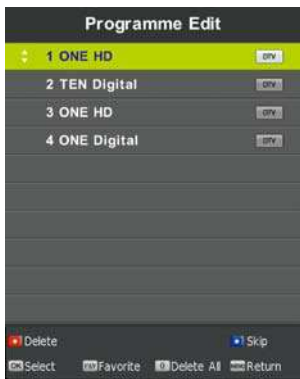 Programme Edit
1 ONE HD DTV
2 TEN Digital DTV
3 ONE HD DTV
4 ONE Digital DTV
Delete Skip
OK Select FAV Favorite 0 Delete All Return